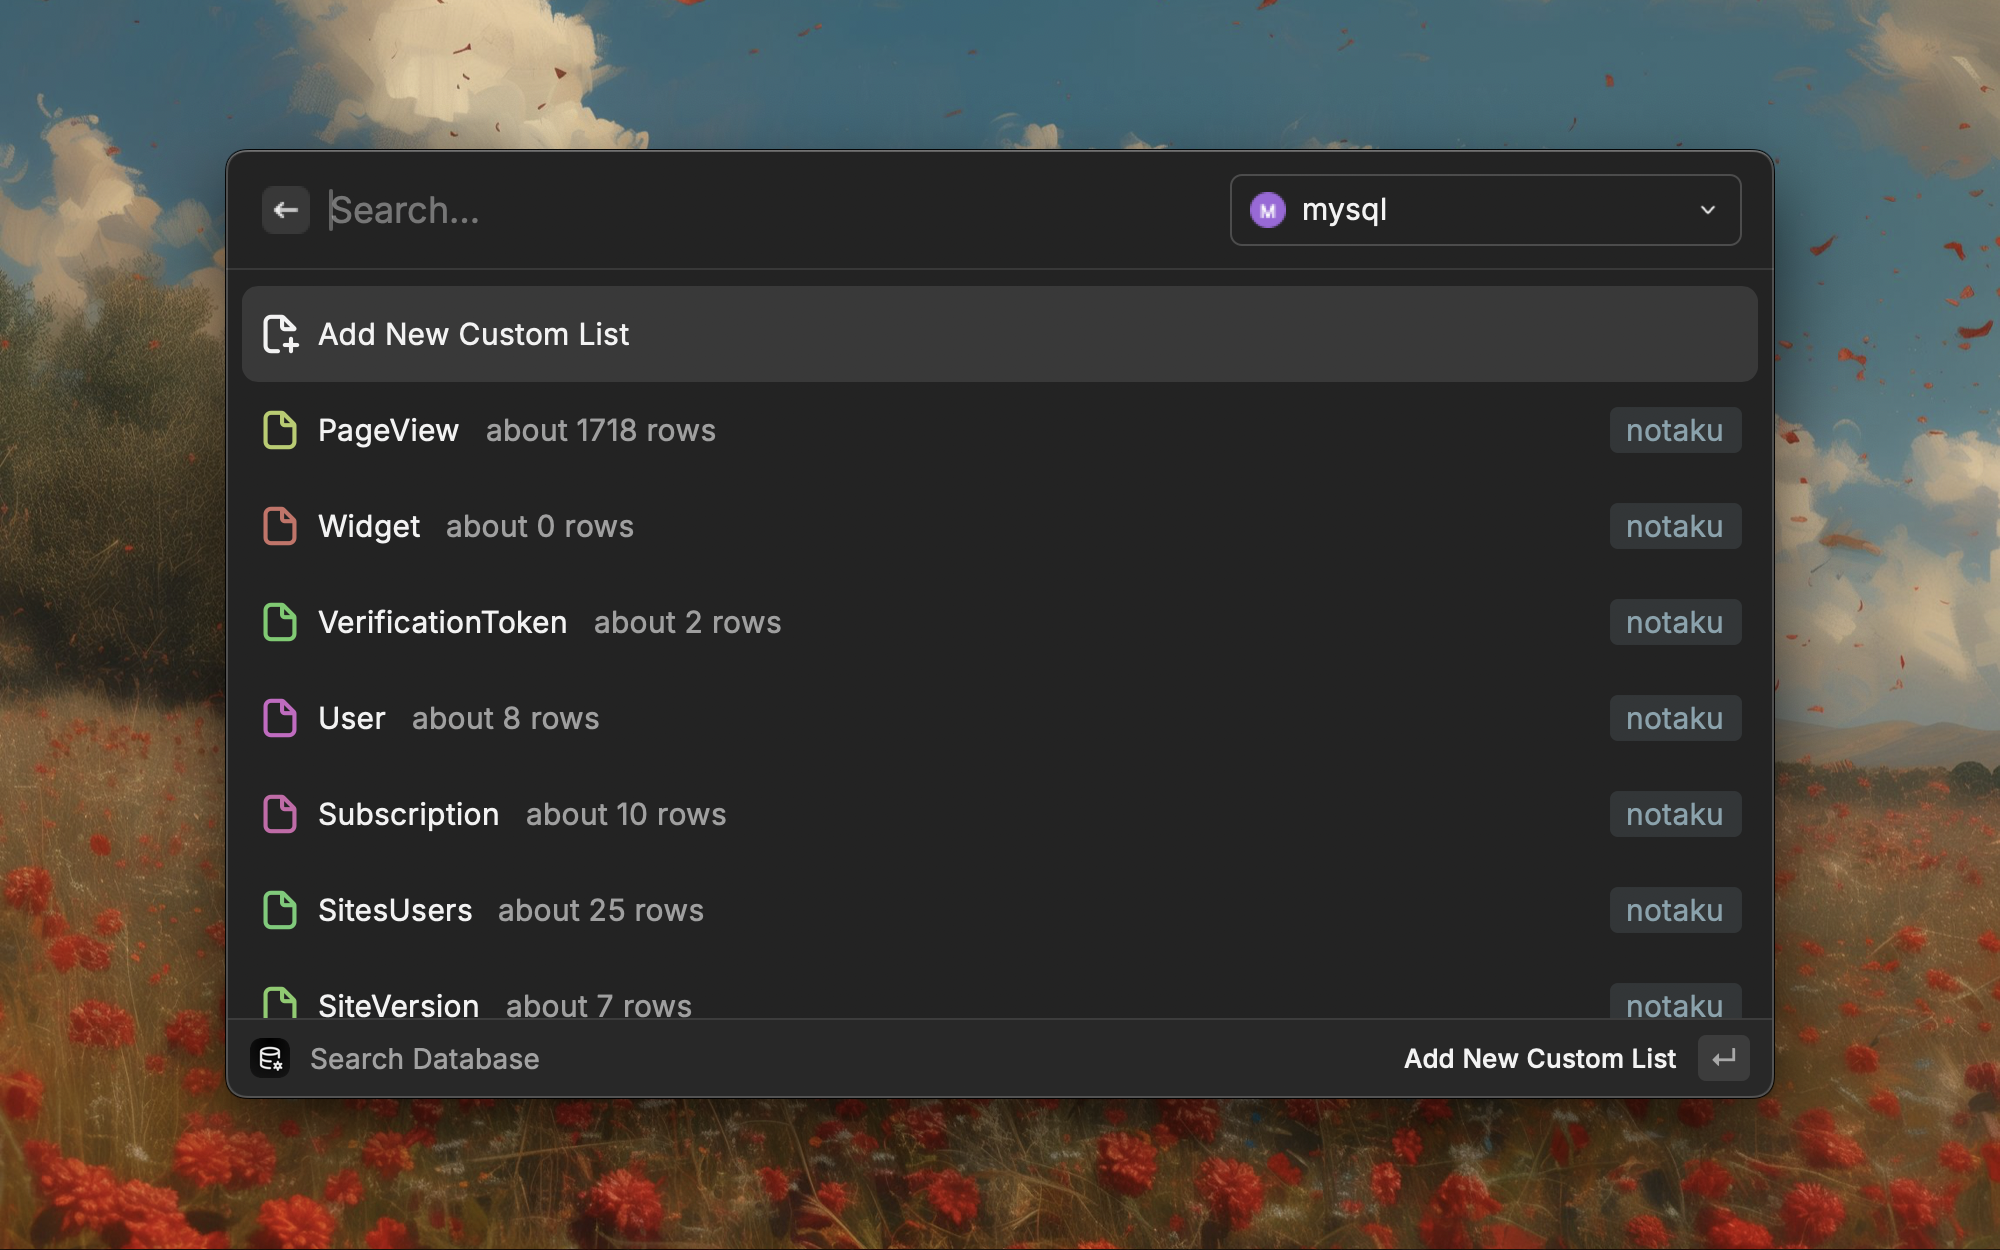 Search...
M mysql
Add New Custom List
PageView about 1718 rows notaku
Widget about 0 rows notaku
VerificationToken about 2 rows notaku
User about 8 rows notaku
Subscription about 10 rows notaku
SitesUsers about 25 rows notaku
SiteVersion about 7 rows notaku
Search Database Add New Custom List